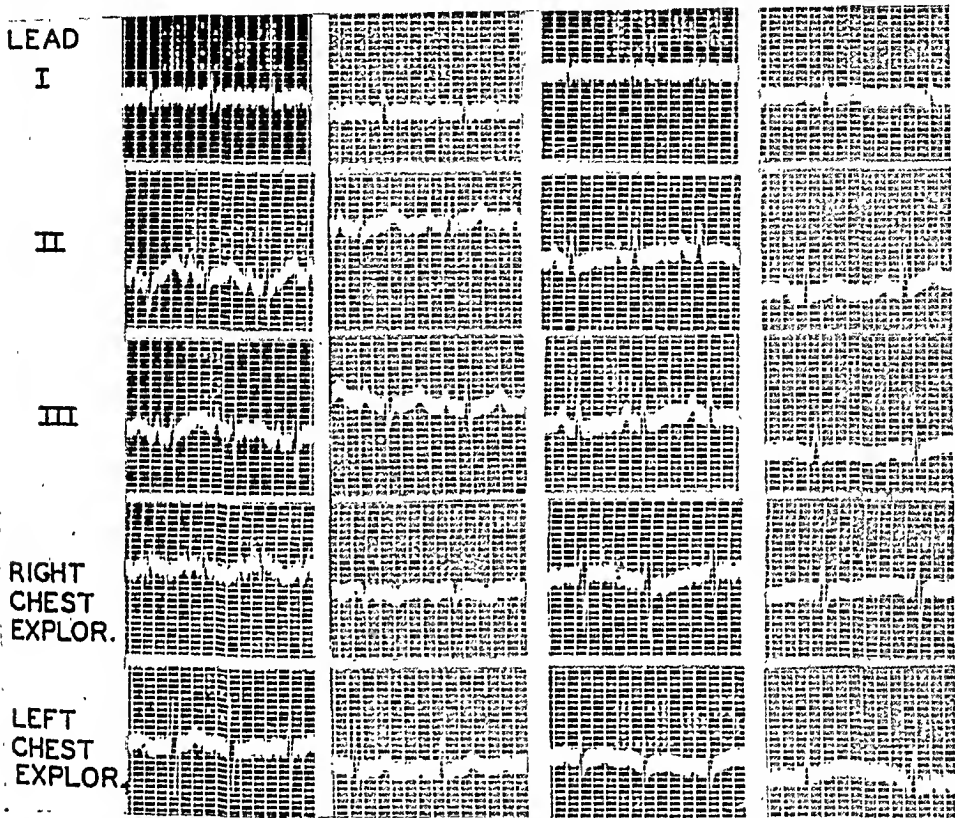 LEAD
I
II
III
RIGHT
CHEST
EXPLOR.
LEFT
CHEST
EXPLOR.